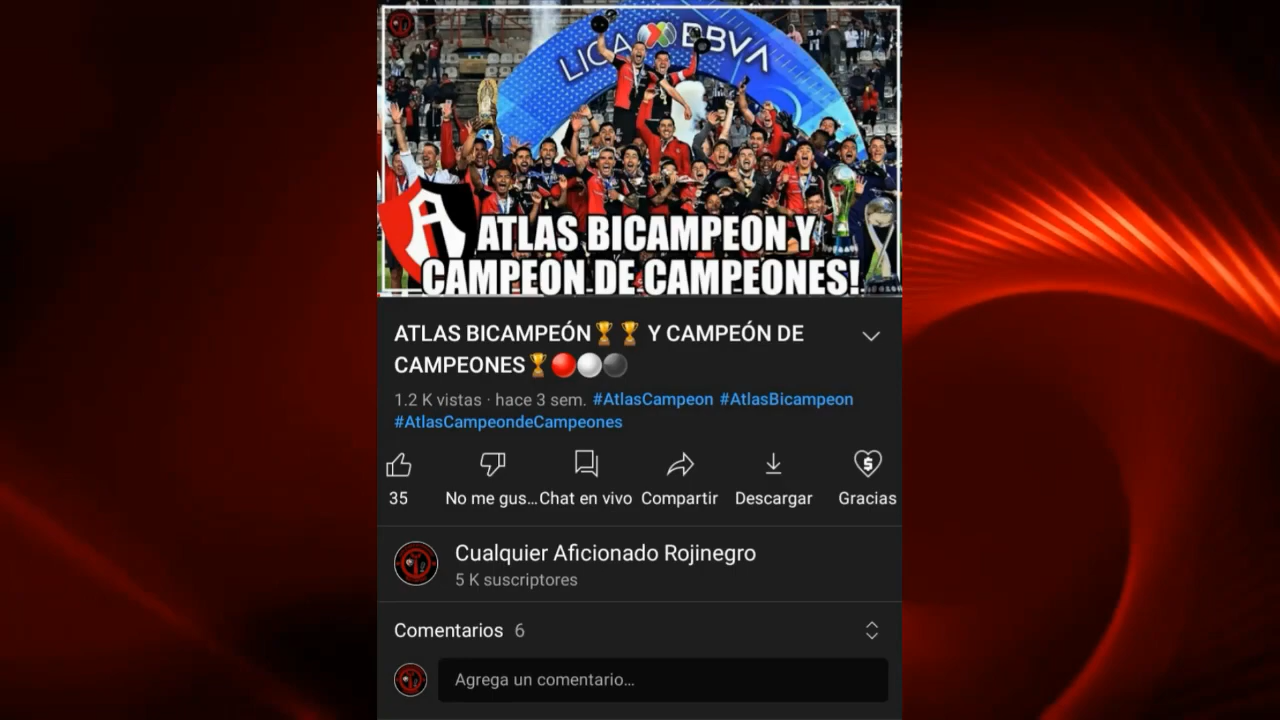 LIGA BBVA
ATLAS BICAMPEON Y
CAMPEON DE CAMPEONES!
ATLAS BICAMPEÓN🏆🏆 Y CAMPEÓN DE
CAMPEONES🏆🔴⚪⚫
1.2 K vistas · hace 3 sem. #AtlasCampeon #AtlasBicampeon
#AtlasCampeondeCampeones
35 No me gus... Chat en vivo Compartir Descargar Gracias
Cualquier Aficionado Rojinegro
5 K suscriptores
Comentarios 6
Agrega un comentario...